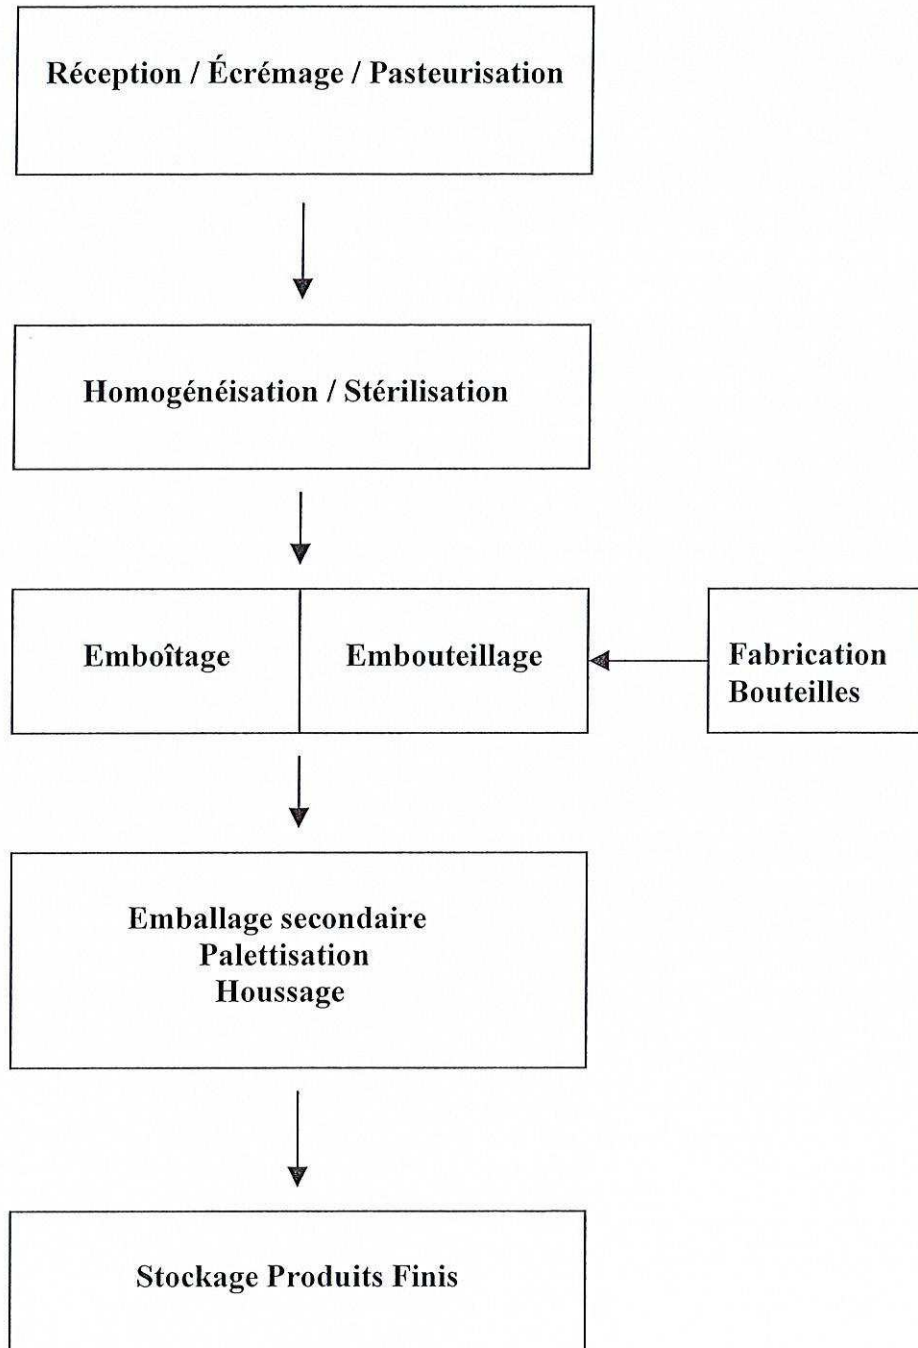 Réception / Écrémage / Pasteurisation
Homogénéisation / Stérilisation
Emboîtage
Embouteillage
Fabrication
Bouteilles
Emballage secondaire
Palettisation
Houssage
Stockage Produits Finis